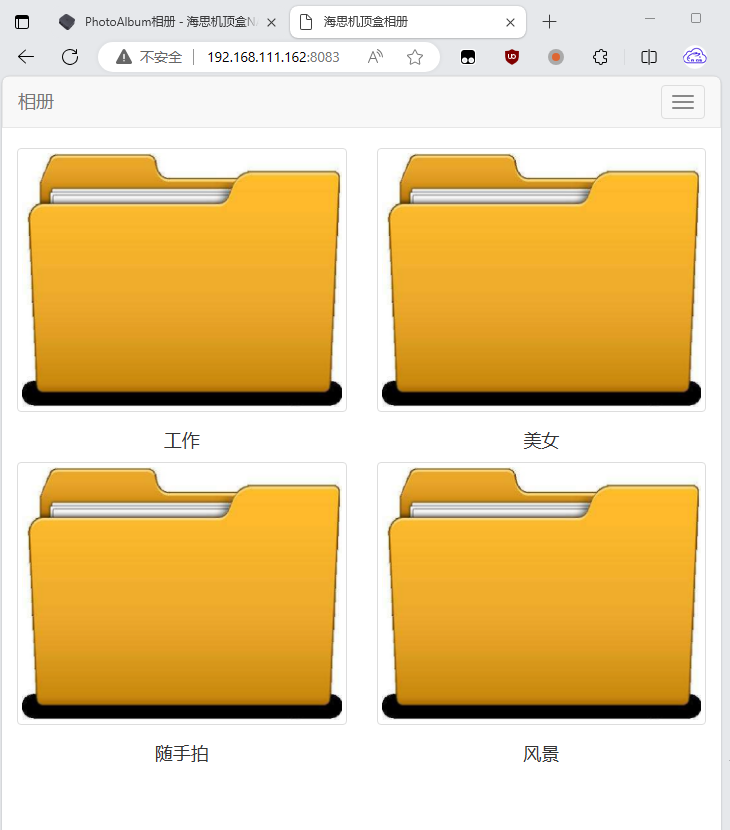 PhotoAlbum相册 - 海思机顶盒
海思机顶盒相册
不安全
192.168.111.162:8083
相册
工作
美女
随手拍
风景